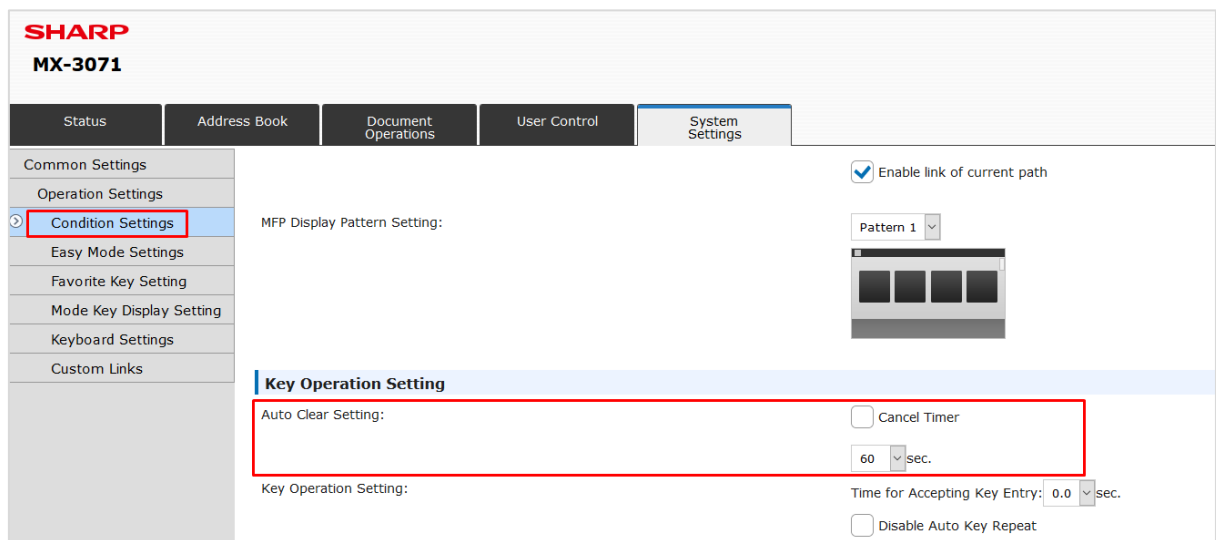 SHARP
MX-3071
Status
Address Book
Document
Operations
User Control
System
Settings
Common Settings
Operation Settings
Condition Settings
Easy Mode Settings
Favorite Key Setting
Mode Key Display Setting
Keyboard Settings
Custom Links
Enable link of current path
MFP Display Pattern Setting:
Pattern 1
Key Operation Setting
Auto Clear Setting:
Cancel Timer
60 sec.
Key Operation Setting:
Time for Accepting Key Entry: 0.0 sec.
Disable Auto Key Repeat